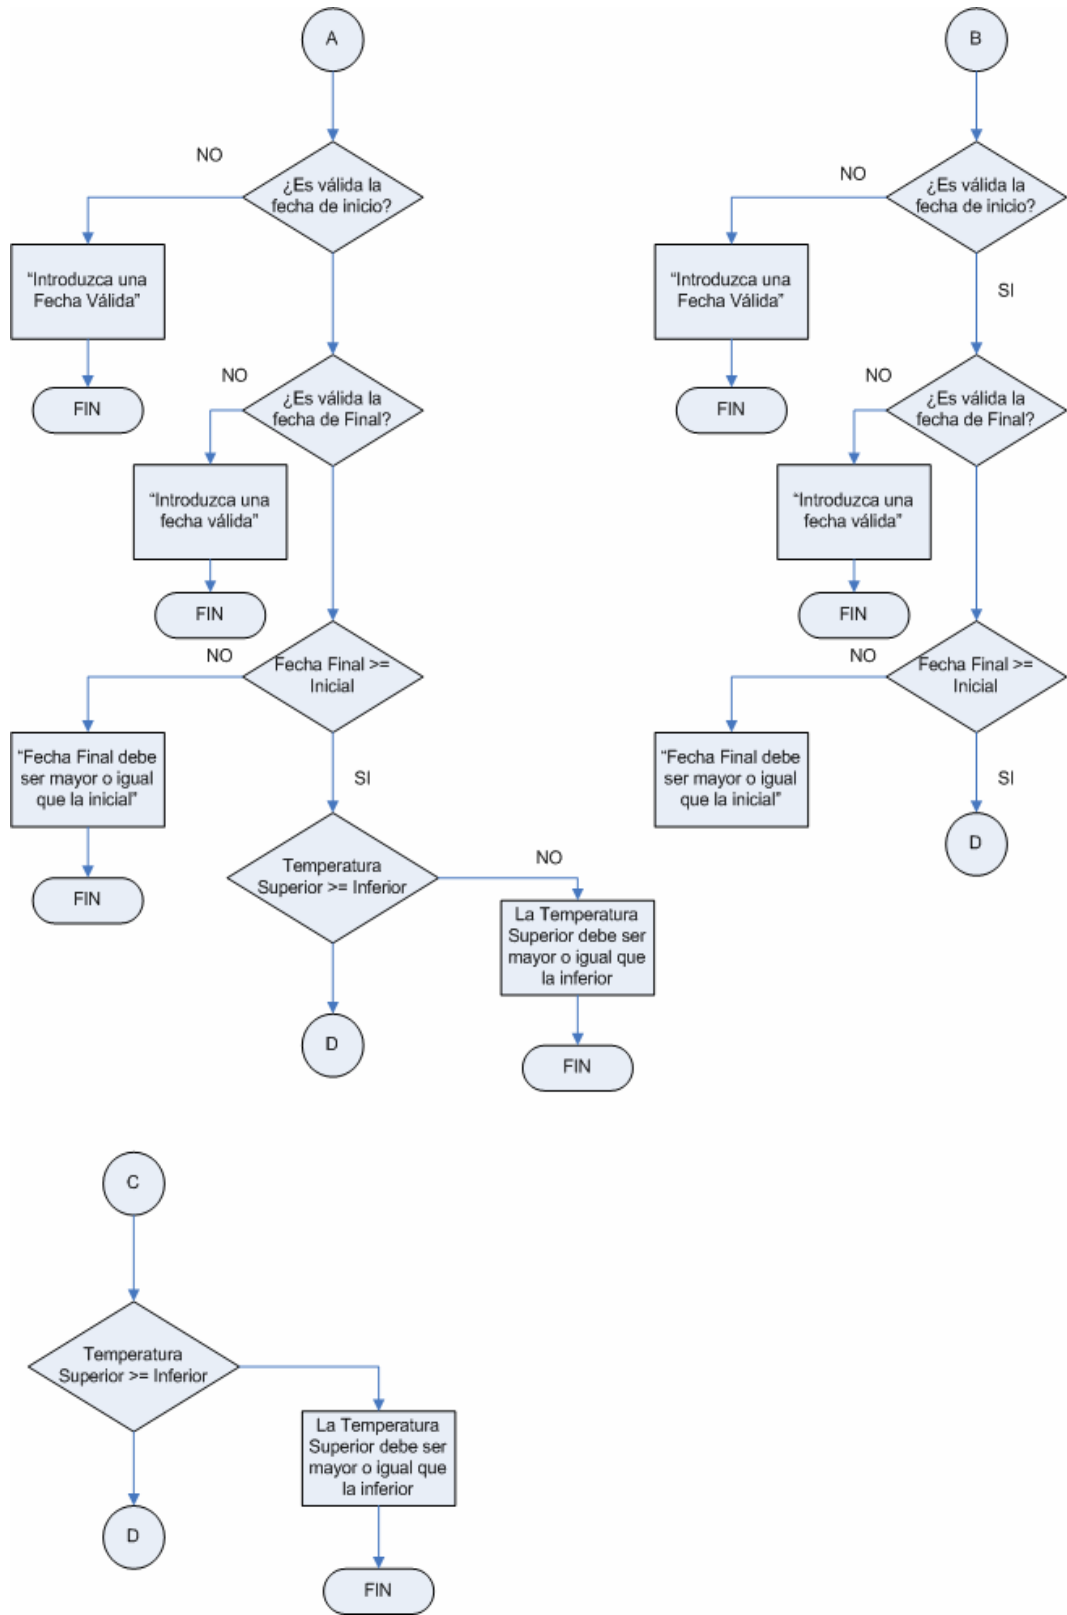 A
NO
¿Es válida la
fecha de inicio?
“Introduzca una
Fecha Válida”
FIN
NO
¿Es válida la
fecha de Final?
“Introduzca una
fecha válida”
FIN
NO
Fecha Final >=
Inicial
“Fecha Final debe
ser mayor o igual
que la inicial”
FIN
SI
Temperatura
Superior >= Inferior
NO
La Temperatura
Superior debe ser
mayor o igual que
la inferior
FIN
D
B
NO
¿Es válida la
fecha de inicio?
“Introduzca una
Fecha Válida”
FIN
SI
NO
¿Es válida la
fecha de Final?
“Introduzca una
fecha válida”
FIN
NO
Fecha Final >=
Inicial
“Fecha Final debe
ser mayor o igual
que la inicial”
SI
D
C
Temperatura
Superior >= Inferior
La Temperatura
Superior debe ser
mayor o igual que
la inferior
FIN
D